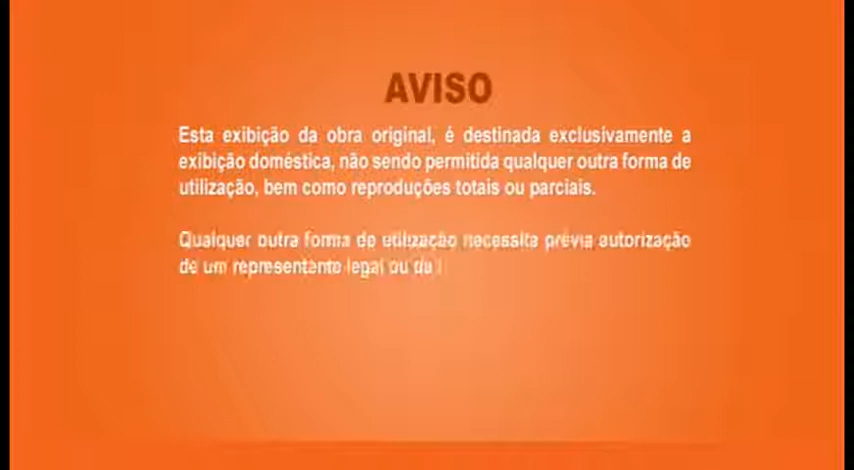 AVISO
Esta exibição da obra original, é destinada exclusivamente a
exibição doméstica, não sendo permitida qualquer outra forma de
utilização, bem como reproduções totais ou parciais.
Qualquer outra forma de utilização necessita prévia autorização
de um representante legal ou da